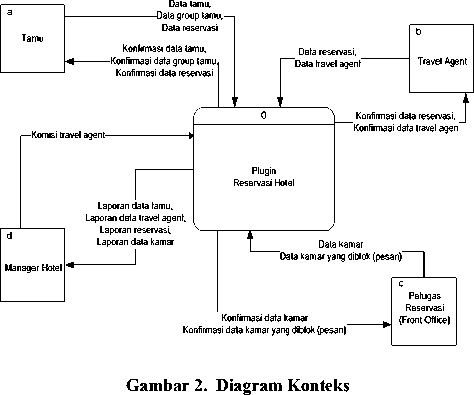 a
Tamu
Data tamu,
Data group tamu,
Data reservasi
Konfirmasi data tamu,
Konfirmasi data group tamu,
Konfirmasi data reservasi
b
Travel Agent
Data reservasi,
Data travel agent
Konfirmasi data reservasi,
Konfirmasi data travel agen
0
Plugin
Reservasi Hotel
Komisi travel agent
Laporan data tamu,
Laporan data travel agent,
Laporan reservasi,
Laporan data kamar
d
Manager Hotel
Data kamar
Data kamar yang diblok (pesan)
c
Petugas
Reservasi
(Front Office)
Konfirmasi data kamar
Konfirmasi data kamar yang diblok (pesan)
Gambar 2. Diagram Konteks